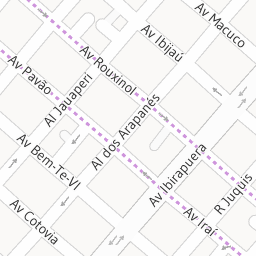 Av Macuco
Av Ibijaú
Av Rouxinol
Av Pavão
Al Jauaperi
Al dos Arapanés
Av Bem-Te-VI
Av Ibirapuera
R Juquis
Av Cotovia
Av Iraí